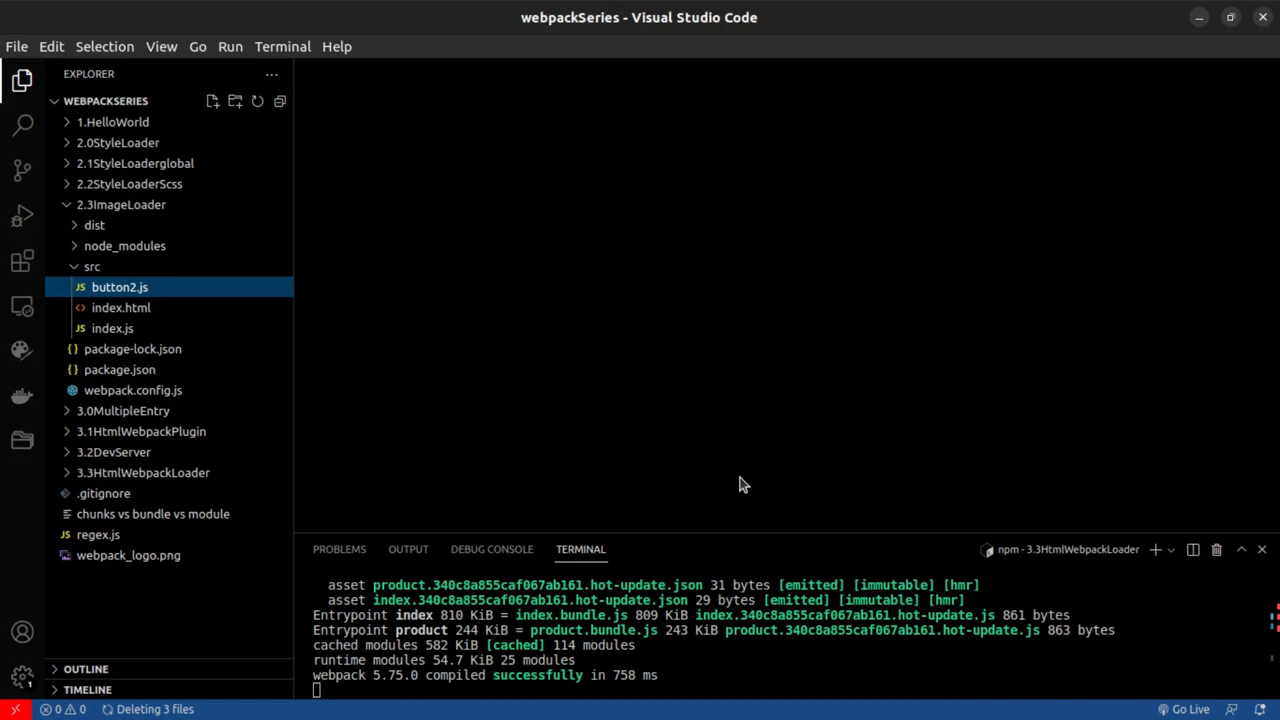 webpackSeries - Visual Studio Code
File Edit Selection View Go Run Terminal Help
EXPLORER
WEBPACKSERIES
1.HelloWorld
2.0StyleLoader
2.1StyleLoaderglobal
2.2StyleLoaderScss
2.3ImageLoader
dist
node_modules
src
JS button2.js
<> index.html
JS index.js
{} package-lock.json
{} package.json
webpack.config.js
3.0MultipleEntry
3.1HtmlWebpackPlugin
3.2DevServer
3.3HtmlWebpackLoader
.gitignore
chunks vs bundle vs module
JS regex.js
webpack_logo.png
OUTLINE
TIMELINE
PROBLEMS OUTPUT DEBUG CONSOLE TERMINAL npm - 3.3HtmlWebpackLoader
asset product.340c8a855caf067ab161.hot-update.json 31 bytes [emitted] [immutable] [hmr]
asset index.340c8a855caf067ab161.hot-update.json 29 bytes [emitted] [immutable] [hmr]
Entrypoint index 810 KiB = index.bundle.js 809 KiB index.340c8a855caf067ab161.hot-update.js 861 bytes
Entrypoint product 244 KiB = product.bundle.js 243 KiB product.340c8a855caf067ab161.hot-update.js 863 bytes
cached modules 582 KiB [cached] 114 modules
runtime modules 54.7 KiB 25 modules
webpack 5.75.0 compiled successfully in 758 ms
1
0 0 Deleting 3 files Go Live